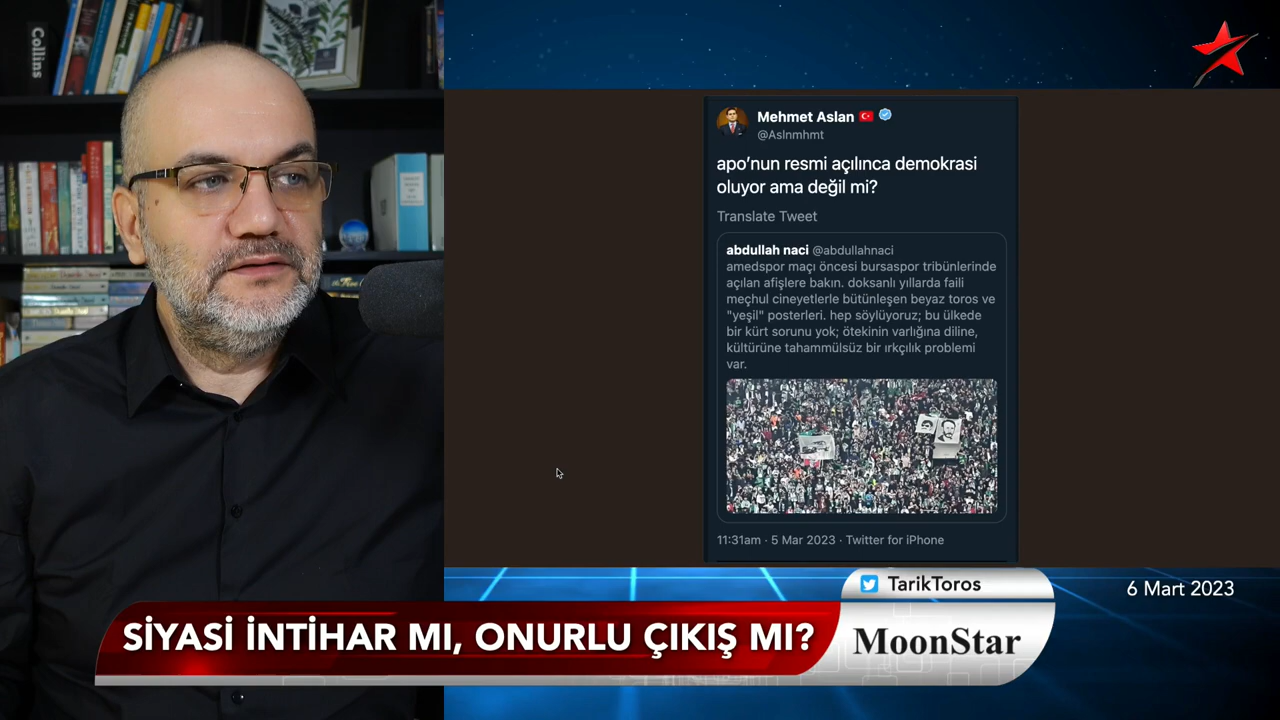 Collins
Mehmet Aslan
@Aslnmhmt
apo’nun resmi açılınca demokrasi
oluyor ama değil mi?
Translate Tweet
abdullah naci @abdullahnaci
amedspor maçı öncesi bursaspor tribünlerinde
açılan afişlere bakın. doksanlı yıllarda faili
meçhul cineyetlerle bütünleşen beyaz toros ve
"yeşil" posterleri. hep söylüyoruz; bu ülkede
bir kürt sorunu yok; ötekinin varlığına diline,
kültürüne tahammülsüz bir ırkçılık problemi
var.
11:31am · 5 Mar 2023 · Twitter for iPhone
TarikToros
6 Mart 2023
SİYASİ İNTİHAR MI, ONURLU ÇIKIŞ MI?
MoonStar